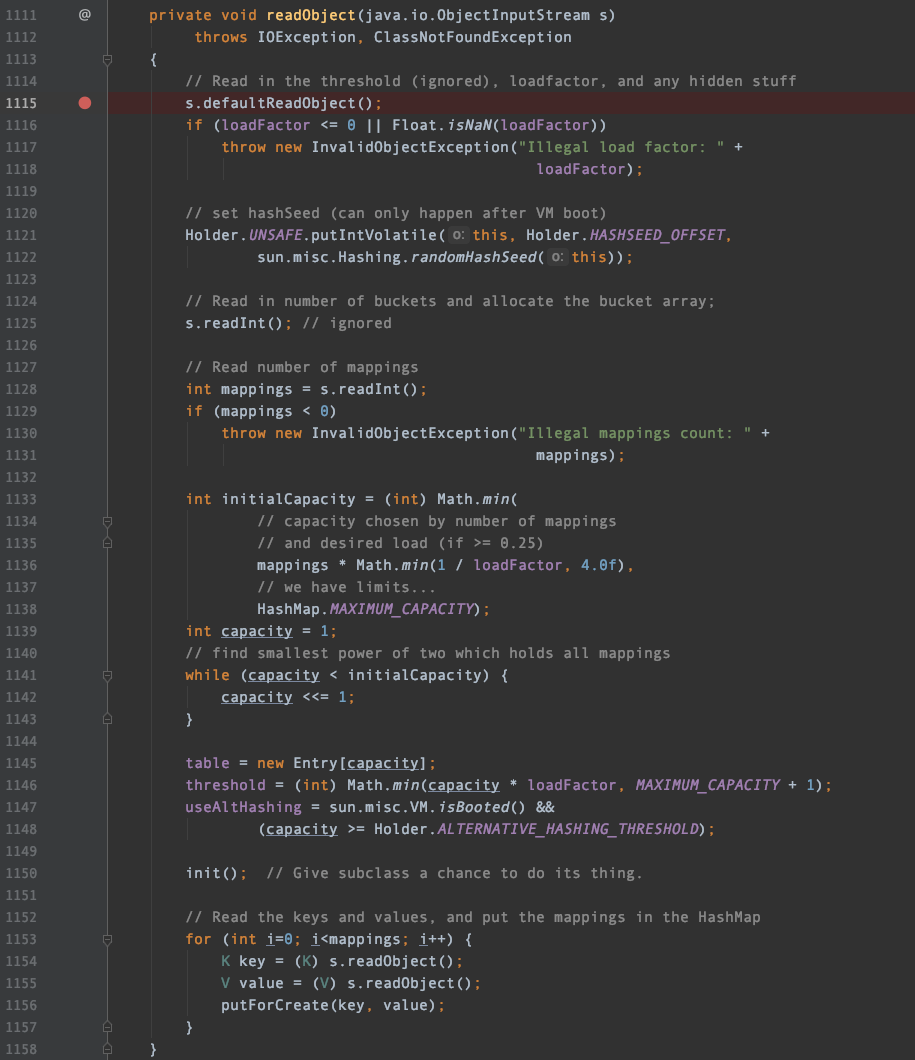 1111 @ private void readObject(java.io.ObjectInputStream s)
1112 throws IOException, ClassNotFoundException
1113 {
1114 // Read in the threshold (ignored), loadfactor, and any hidden stuff
1115 s.defaultReadObject();
1116 if (loadFactor <= 0 || Float.isNaN(loadFactor))
1117 throw new InvalidObjectException("Illegal load factor: " +
1118 loadFactor);
1119
1120 // set hashSeed (can only happen after VM boot)
1121 Holder.UNSAFE.putIntVolatile( o: this, Holder.HASHSEED_OFFSET,
1122 sun.misc.Hashing.randomHashSeed( o: this));
1123
1124 // Read in number of buckets and allocate the bucket array;
1125 s.readInt(); // ignored
1126
1127 // Read number of mappings
1128 int mappings = s.readInt();
1129 if (mappings < 0)
1130 throw new InvalidObjectException("Illegal mappings count: " +
1131 mappings);
1132
1133 int initialCapacity = (int) Math.min(
1134 // capacity chosen by number of mappings
1135 // and desired load (if >= 0.25)
1136 mappings * Math.min(1 / loadFactor, 4.0f),
1137 // we have limits...
1138 HashMap.MAXIMUM_CAPACITY);
1139 int capacity = 1;
1140 // find smallest power of two which holds all mappings
1141 while (capacity < initialCapacity) {
1142 capacity <<= 1;
1143 }
1144
1145 table = new Entry[capacity];
1146 threshold = (int) Math.min(capacity * loadFactor, MAXIMUM_CAPACITY + 1);
1147 useAltHashing = sun.misc.VM.isBooted() &&
1148 (capacity >= Holder.ALTERNATIVE_HASHING_THRESHOLD);
1149
1150 init(); // Give subclass a chance to do its thing.
1151
1152 // Read the keys and values, and put the mappings in the HashMap
1153 for (int i=0; i<mappings; i++) {
1154 K key = (K) s.readObject();
1155 V value = (V) s.readObject();
1156 putForCreate(key, value);
1157 }
1158 }